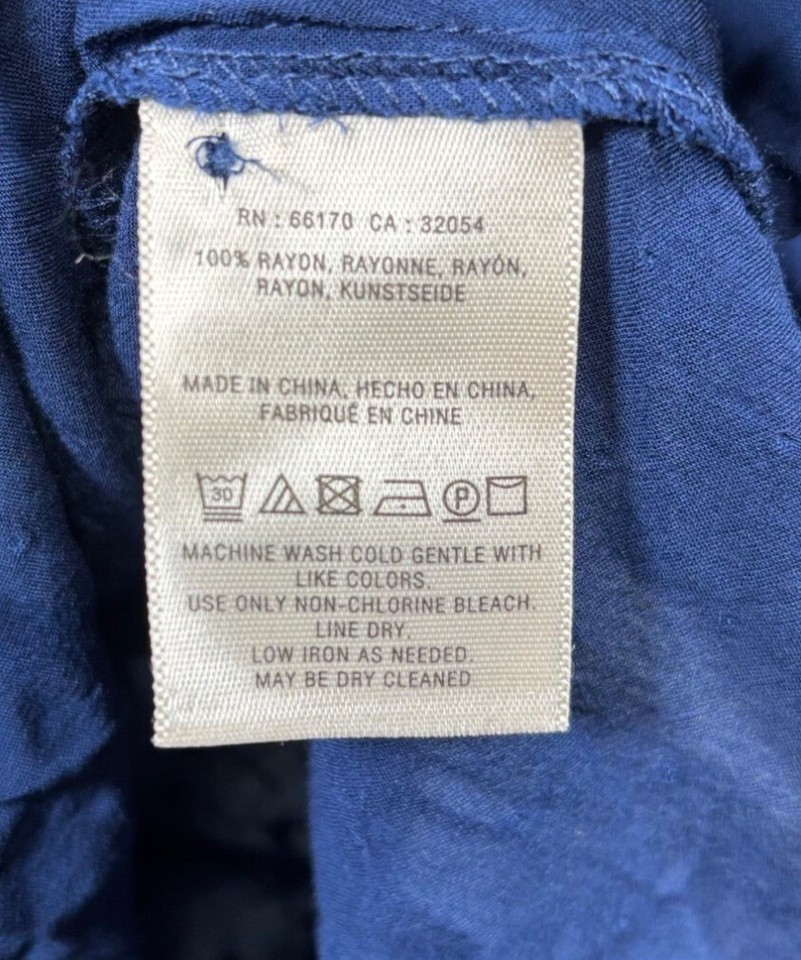 RN : 66170 CA : 32054
100% RAYON, RAYONNE, RAYÓN,
RAYON, KUNSTSEIDE
MADE IN CHINA, HECHO EN CHINA,
FABRIQUÉ EN CHINE
30 P
MACHINE WASH COLD GENTLE WITH
LIKE COLORS.
USE ONLY NON-CHLORINE BLEACH.
LINE DRY.
LOW IRON AS NEEDED.
MAY BE DRY CLEANED